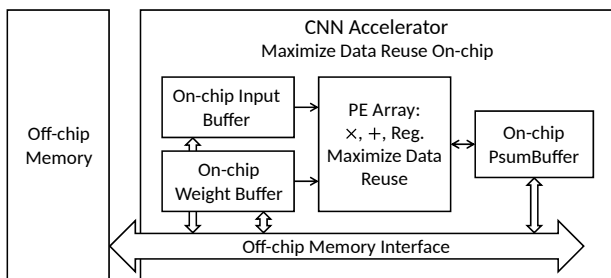 CNN Accelerator
Maximize Data Reuse On-chip
Off-chip
Memory
On-chip Input
Buffer
On-chip
Weight Buffer
PE Array:
×, +, Reg.
Maximize Data
Reuse
On-chip
PsumBuffer
Off-chip Memory Interface